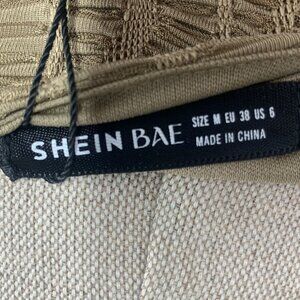 SHEIN BAE
SIZE M EU 38 US 6
MADE IN CHINA